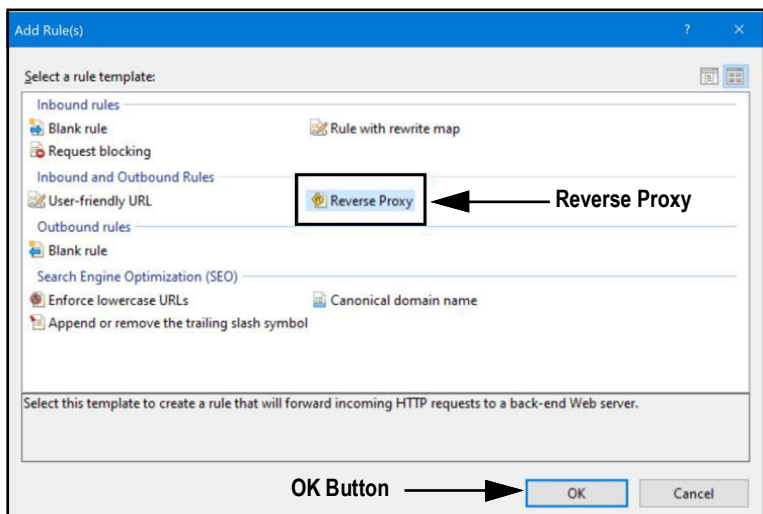 Add Rule(s)
Select a rule template:
Inbound rules
Blank rule
Rule with rewrite map
Request blocking
Inbound and Outbound Rules
User-friendly URL
Reverse Proxy
Reverse Proxy
Outbound rules
Blank rule
Search Engine Optimization (SEO)
Enforce lowercase URLs
Canonical domain name
Append or remove the trailing slash symbol
Select this template to create a rule that will forward incoming HTTP requests to a back-end Web server.
OK Button
OK
Cancel